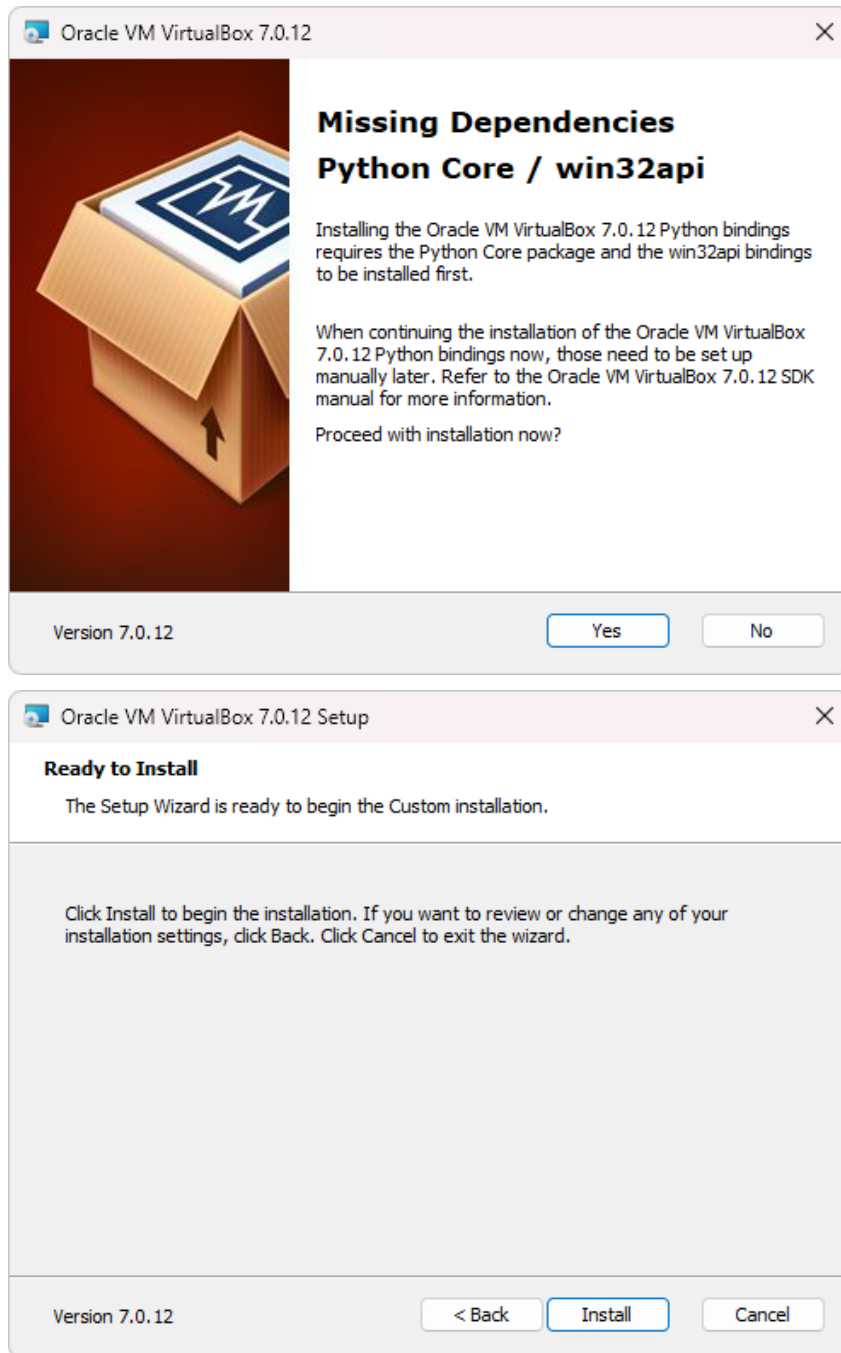 Oracle VM VirtualBox 7.0.12
Missing Dependencies
Python Core / win32api
Installing the Oracle VM VirtualBox 7.0.12 Python bindings
requires the Python Core package and the win32api bindings
to be installed first.
When continuing the installation of the Oracle VM VirtualBox
7.0.12 Python bindings now, those need to be set up
manually later. Refer to the Oracle VM VirtualBox 7.0.12 SDK
manual for more information.
Proceed with installation now?
Version 7.0.12
Yes
No
Oracle VM VirtualBox 7.0.12 Setup
Ready to Install
The Setup Wizard is ready to begin the Custom installation.
Click Install to begin the installation. If you want to review or change any of your
installation settings, click Back. Click Cancel to exit the wizard.
Version 7.0.12
< Back
Install
Cancel